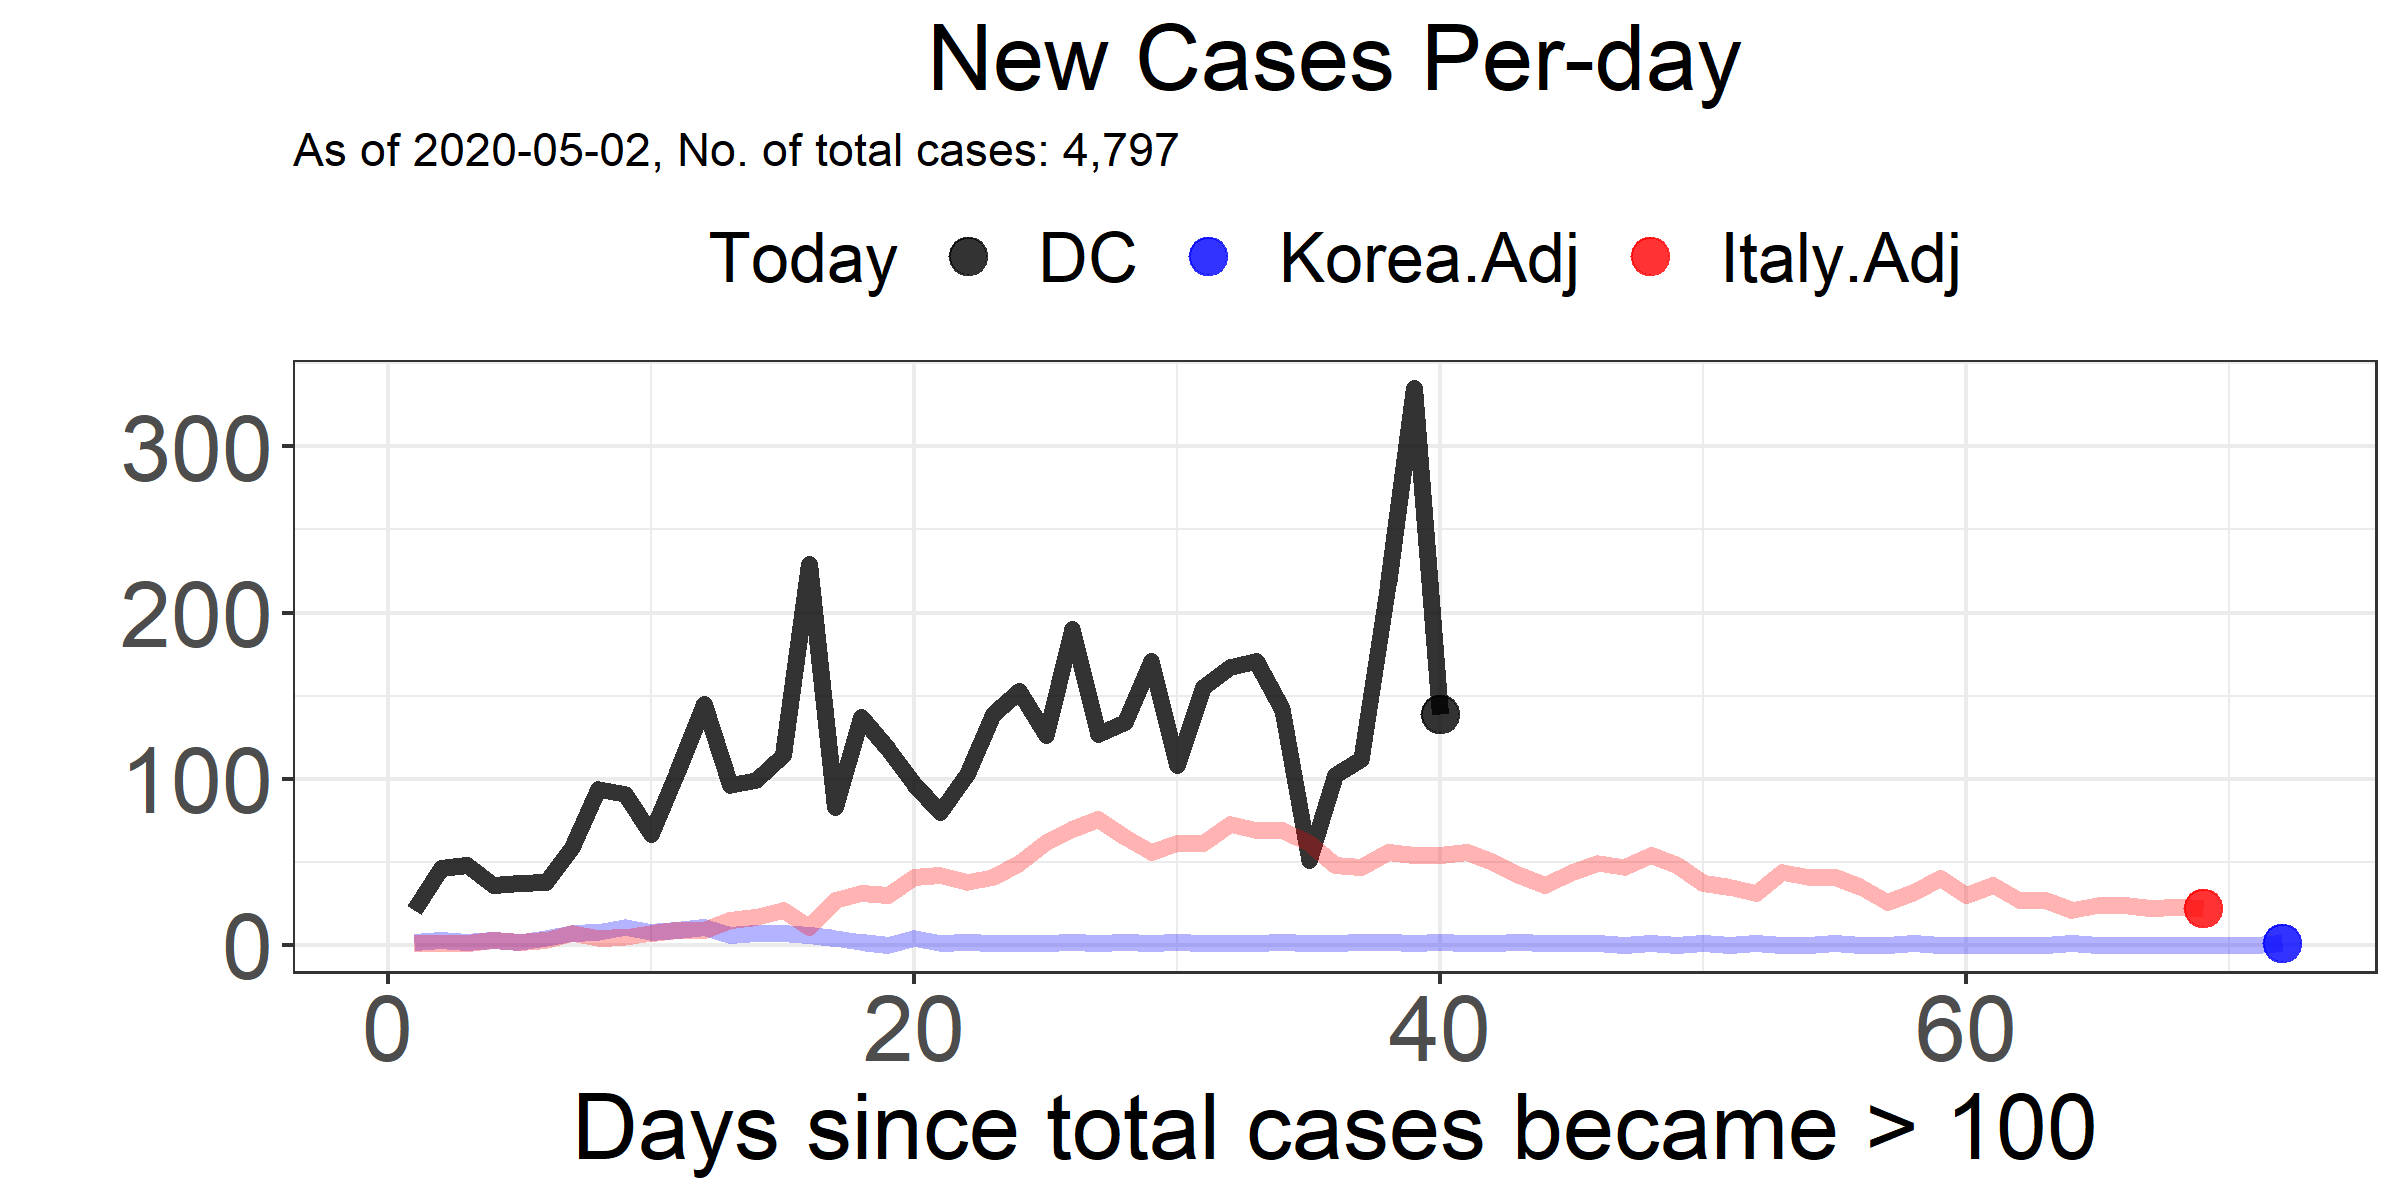 New Cases Per-day
As of 2020-05-02, No. of total cases: 4,797
Today DC Korea.Adj Italy.Adj
300
200
100
0
0 20 40 60
Days since total cases became > 100